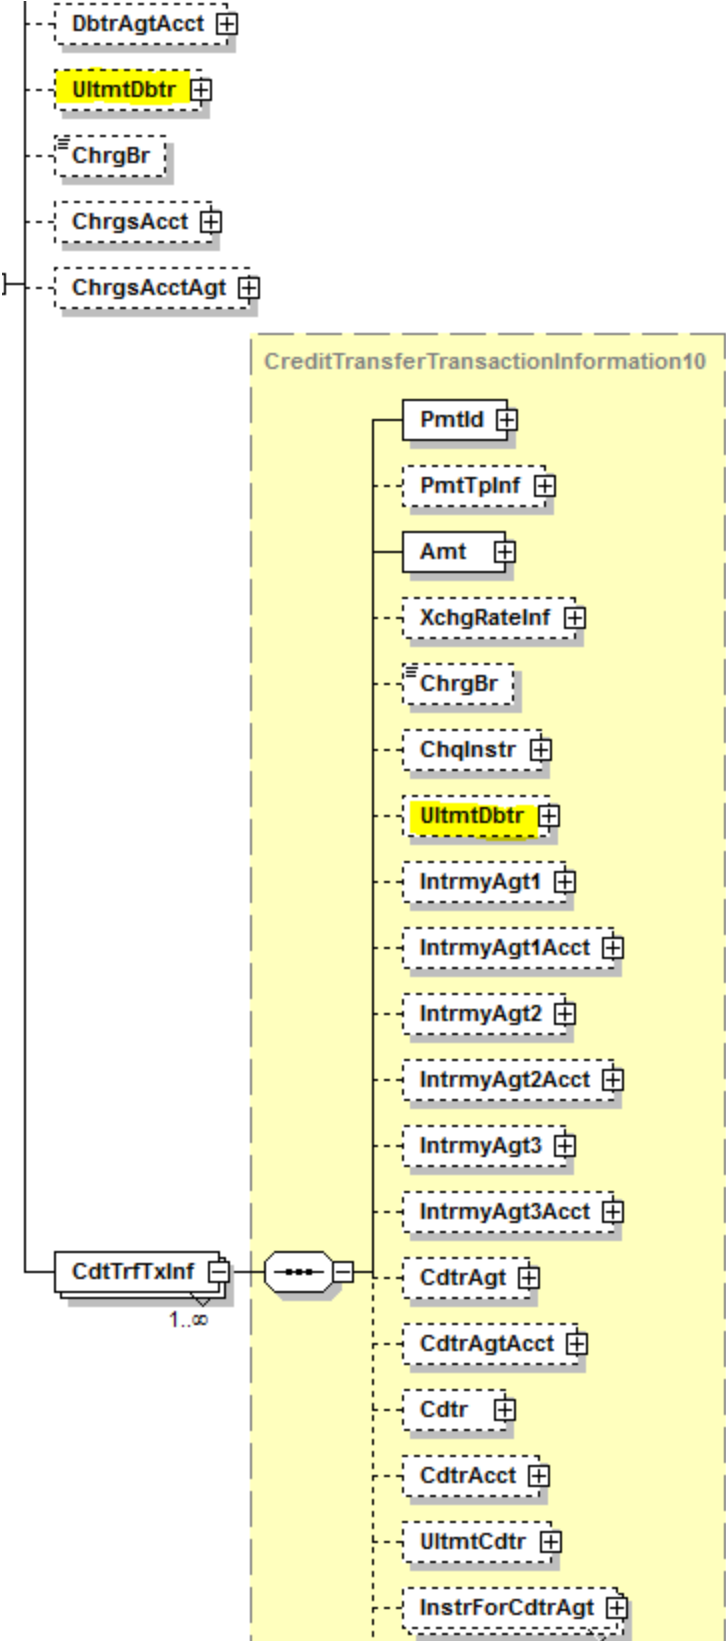 DbtrAgtAcct
UltmtDbtr
ChrgBr
ChrgsAcct
ChrgsAcctAgt
CreditTransferTransactionInformation10
PmtId
PmtTpInf
Amt
XchgRateInf
ChrgBr
ChqInstr
UltmtDbtr
IntrmyAgt1
IntrmyAgt1Acct
IntrmyAgt2
IntrmyAgt2Acct
IntrmyAgt3
IntrmyAgt3Acct
CdtTrfTxInf
1..∞
CdtrAgt
CdtrAgtAcct
Cdtr
CdtrAcct
UltmtCdtr
InstrForCdtrAgt